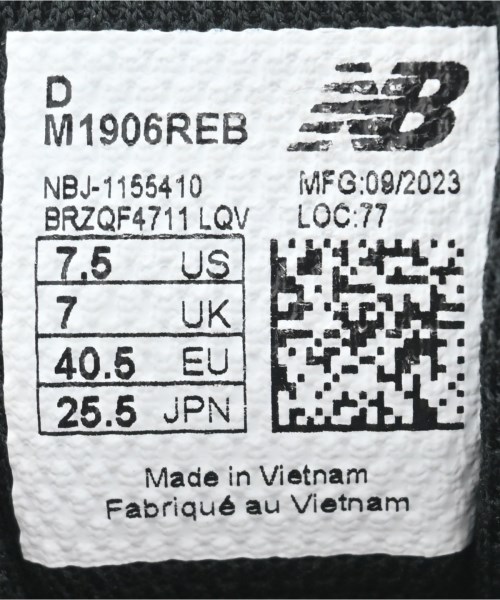 D
M1906REB
NB
NBJ-1155410
MFG:09/2023
BRZQF4711 LQV
LOC:77
7.5 US
7 UK
40.5 EU
25.5 JPN
Made in Vietnam
Fabriqué au Vietnam